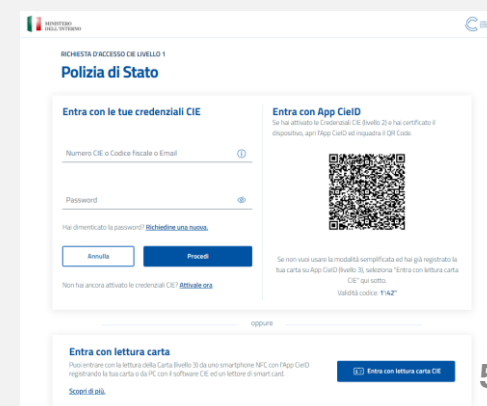 MINISTERO
DELL'INTERNO
RICHIESTA D'ACCESSO CIE LIVELLO 1
Polizia di Stato
Entra con le tue credenziali CIE
Numero CIE o Codice fiscale o Email
Password
Hai dimenticato la password? Richiedine una nuova.
Annulla
Procedi
Non hai ancora attivato le credenziali CIE? Attivale ora
Entra con App CieID
Se hai attivato le Credenziali CIE (livello 2) e hai certificato il
dispositivo, apri l'App CieID ed inquadra il QR Code.
Se non vuoi usare la modalità semplificata ed hai già registrato la
tua carta su App CieID (livello 3), seleziona "Entra con lettura carta
CIE" qui sotto.
Validità codice: 1':42"
oppure
Entra con lettura carta
Puoi entrare con la lettura della Carta (livello 3) da uno smartphone NFC con l'App CieID
registrando la tua carta o da PC con il software CIE ed un lettore di smart card.
Scopri di più.
Entra con lettura carta CIE